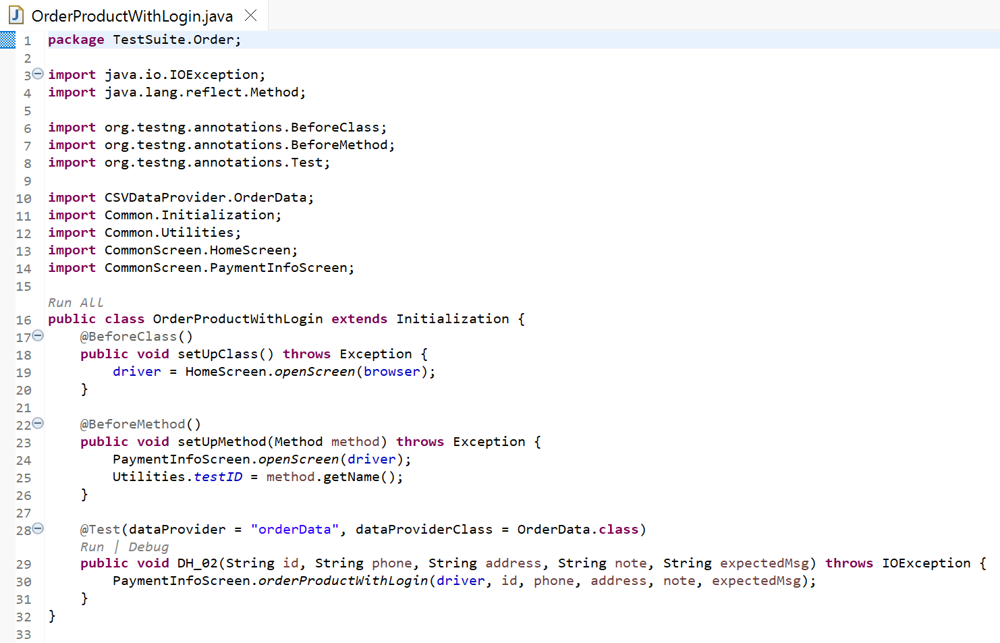 OrderProductWithLogin.java
1 package TestSuite.Order;
2
3 import java.io.IOException;
4 import java.lang.reflect.Method;
5
6 import org.testng.annotations.BeforeClass;
7 import org.testng.annotations.BeforeMethod;
8 import org.testng.annotations.Test;
9
10 import CSVDataProvider.OrderData;
11 import Common.Initialization;
12 import Common.Utilities;
13 import CommonScreen.HomeScreen;
14 import CommonScreen.PaymentInfoScreen;
15
Run All
16 public class OrderProductWithLogin extends Initialization {
17     @BeforeClass()
18     public void setUpClass() throws Exception {
19         driver = HomeScreen.openScreen(browser);
20     }
21
22     @BeforeMethod()
23     public void setUpMethod(Method method) throws Exception {
24         PaymentInfoScreen.openScreen(driver);
25         Utilities.testID = method.getName();
26     }
27
28     @Test(dataProvider = "orderData", dataProviderClass = OrderData.class)
Run | Debug
29     public void DH_02(String id, String phone, String address, String note, String expectedMsg) throws IOException {
30         PaymentInfoScreen.orderProductWithLogin(driver, id, phone, address, note, expectedMsg);
31     }
32 }
33